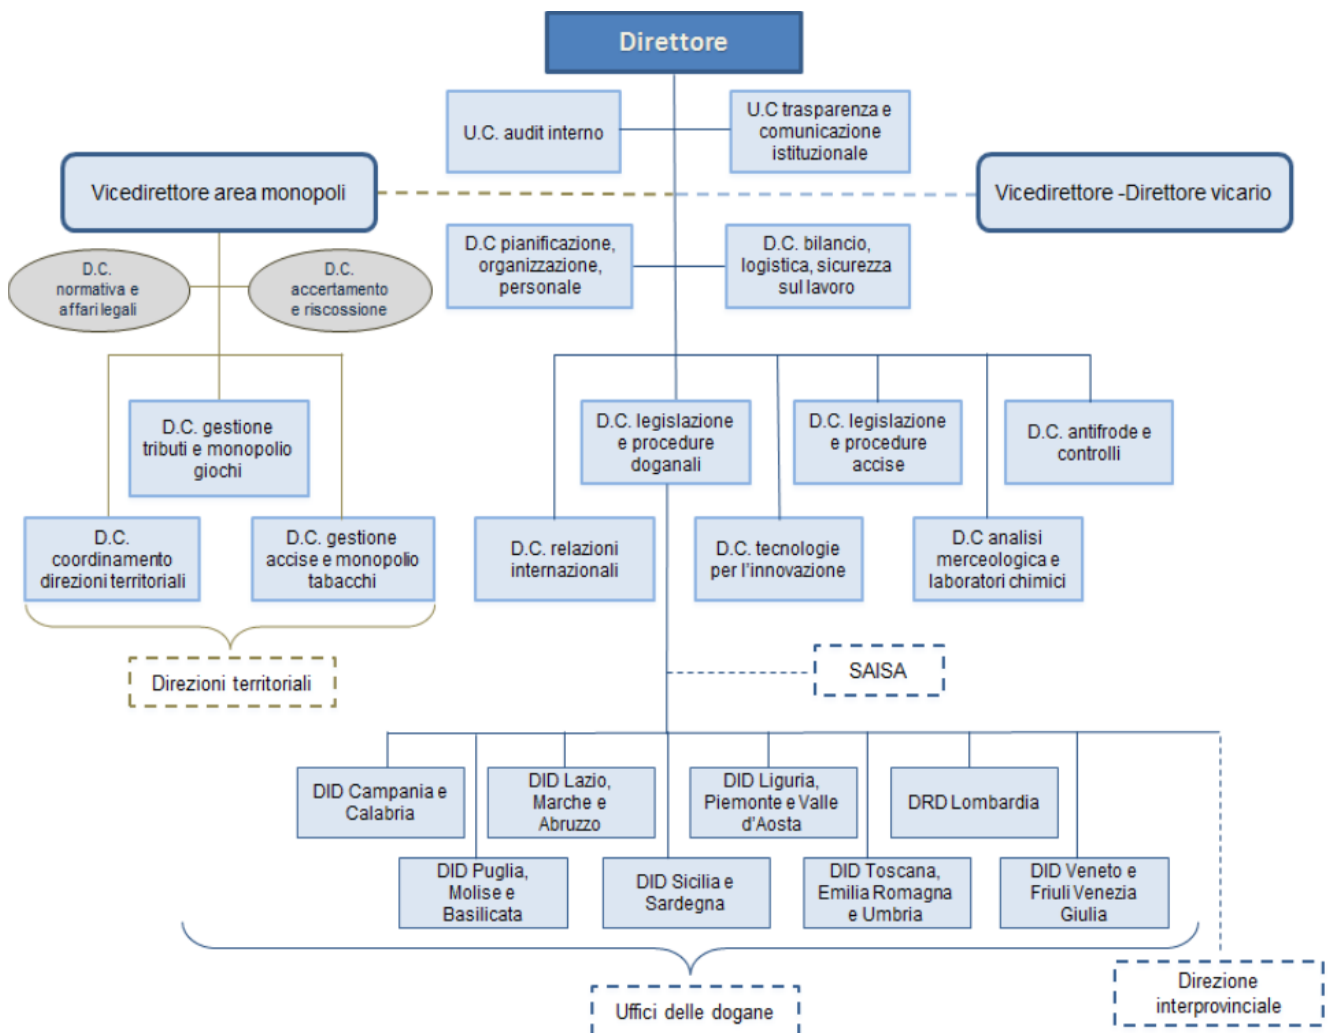 Direttore
U.C. audit interno
U.C trasparenza e
comunicazione
istituzionale
Vicedirettore area monopoli
Vicedirettore -Direttore vicario
D.C.
normativa e
affari legali
D.C.
accertamento
e riscossione
D.C pianificazione,
organizzazione,
personale
D.C. bilancio,
logistica, sicurezza
sul lavoro
D.C. gestione
tributi e monopolio
giochi
D.C. legislazione
e procedure
doganali
D.C. legislazione
e procedure
accise
D.C. antifrode e
controlli
D.C.
coordinamento
direzioni territoriali
D.C. gestione
accise e monopolio
tabacchi
D.C. relazioni
internazionali
D.C. tecnologie
per l'innovazione
D.C analisi
merceologica e
laboratori chimici
Direzioni territoriali
SAISA
DID Campania e
Calabria
DID Lazio,
Marche e
Abruzzo
DID Liguria,
Piemonte e Valle
d'Aosta
DRD Lombardia
DID Puglia,
Molise e
Basilicata
DID Sicilia e
Sardegna
DID Toscana,
Emilia Romagna
e Umbria
DID Veneto e
Friuli Venezia
Giulia
Uffici delle dogane
Direzione
interprovinciale